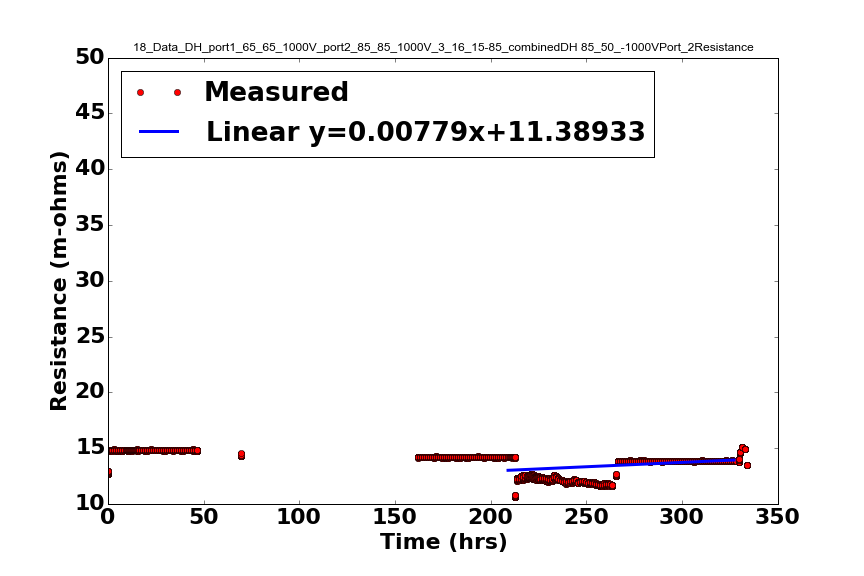 18_Data_DH_port1_65_65_1000V_port2_85_85_1000V_3_16_15-85_combinedDH 85_50_-1000VPort_2Resistance
Measured
Linear y=0.00779x+11.38933
Resistance (m-ohms)
50
45
40
35
30
25
20
15
10
0 50 100 150 200 250 300 350
Time (hrs)